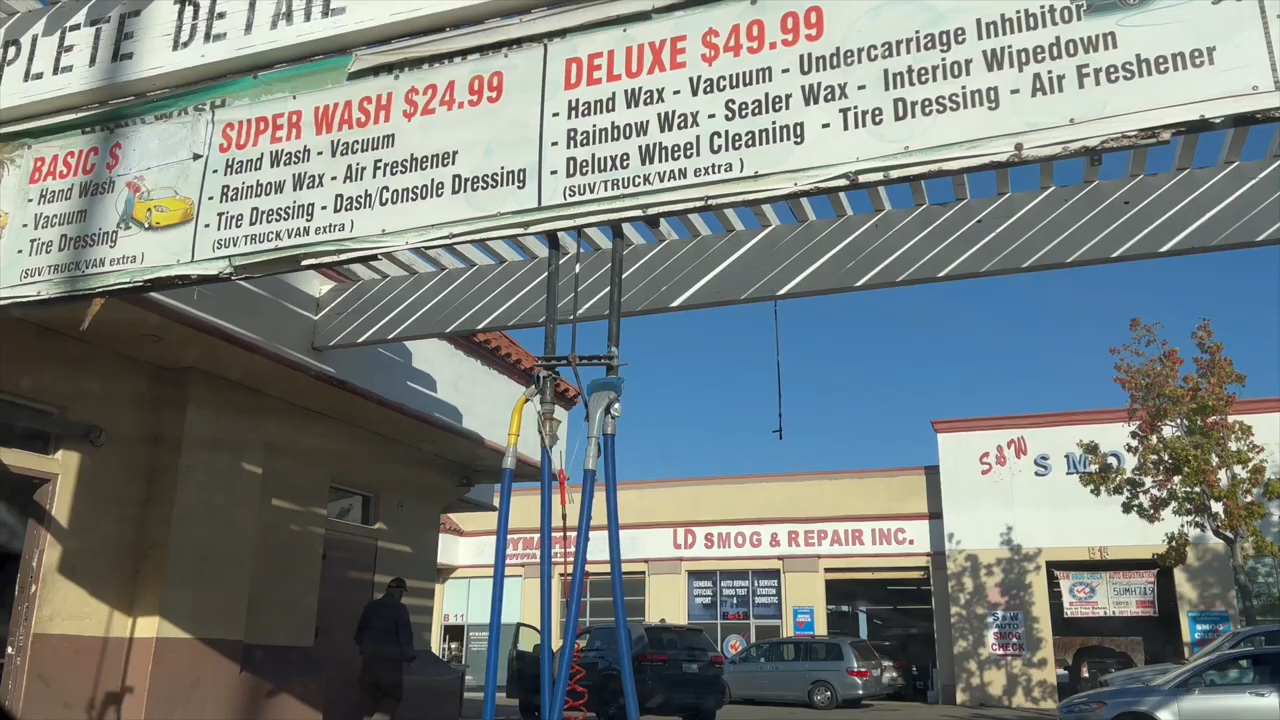 PLETE DETAIL
BASIC $
- Hand Wash
- Vacuum
- Tire Dressing
(SUV/TRUCK/VAN extra )
SUPER WASH $24.99
- Hand Wash - Vacuum
- Rainbow Wax - Air Freshener
- Tire Dressing - Dash/Console Dressing
(SUV/TRUCK/VAN extra )
DELUXE $49.99
- Hand Wax - Vacuum - Undercarriage Inhibitor
- Rainbow Wax - Sealer Wax - Interior Wipedown
- Deluxe Wheel Cleaning - Tire Dressing - Air Freshener
(SUV/TRUCK/VAN extra )
S&W SMO
DYNAMIC
LD SMOG & REPAIR INC.
B 11
GENERAL AUTO REPAIR & SERVICE
OFFICIAL SMOG TEST & STATION
IMPORT DOMESTIC
S&W SMOG CHECK
AUTO REGISTRATION
5UMH719
S&W
AUTO
SMOG
CHECK
SMOG
CHECK